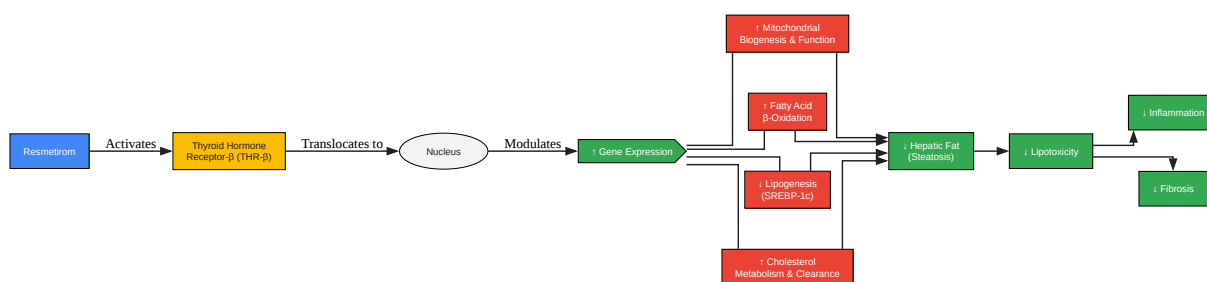 Resmetirom
Activates
Thyroid Hormone
Receptor-β (THR-β)
Translocates to
Nucleus
Modulates
↑ Gene Expression
↑ Mitochondrial
Biogenesis & Function
↑ Fatty Acid
β-Oxidation
↓ Lipogenesis
(SREBP-1c)
↑ Cholesterol
Metabolism & Clearance
↓ Hepatic Fat
(Steatosis)
↓ Lipotoxicity
↓ Inflammation
↓ Fibrosis